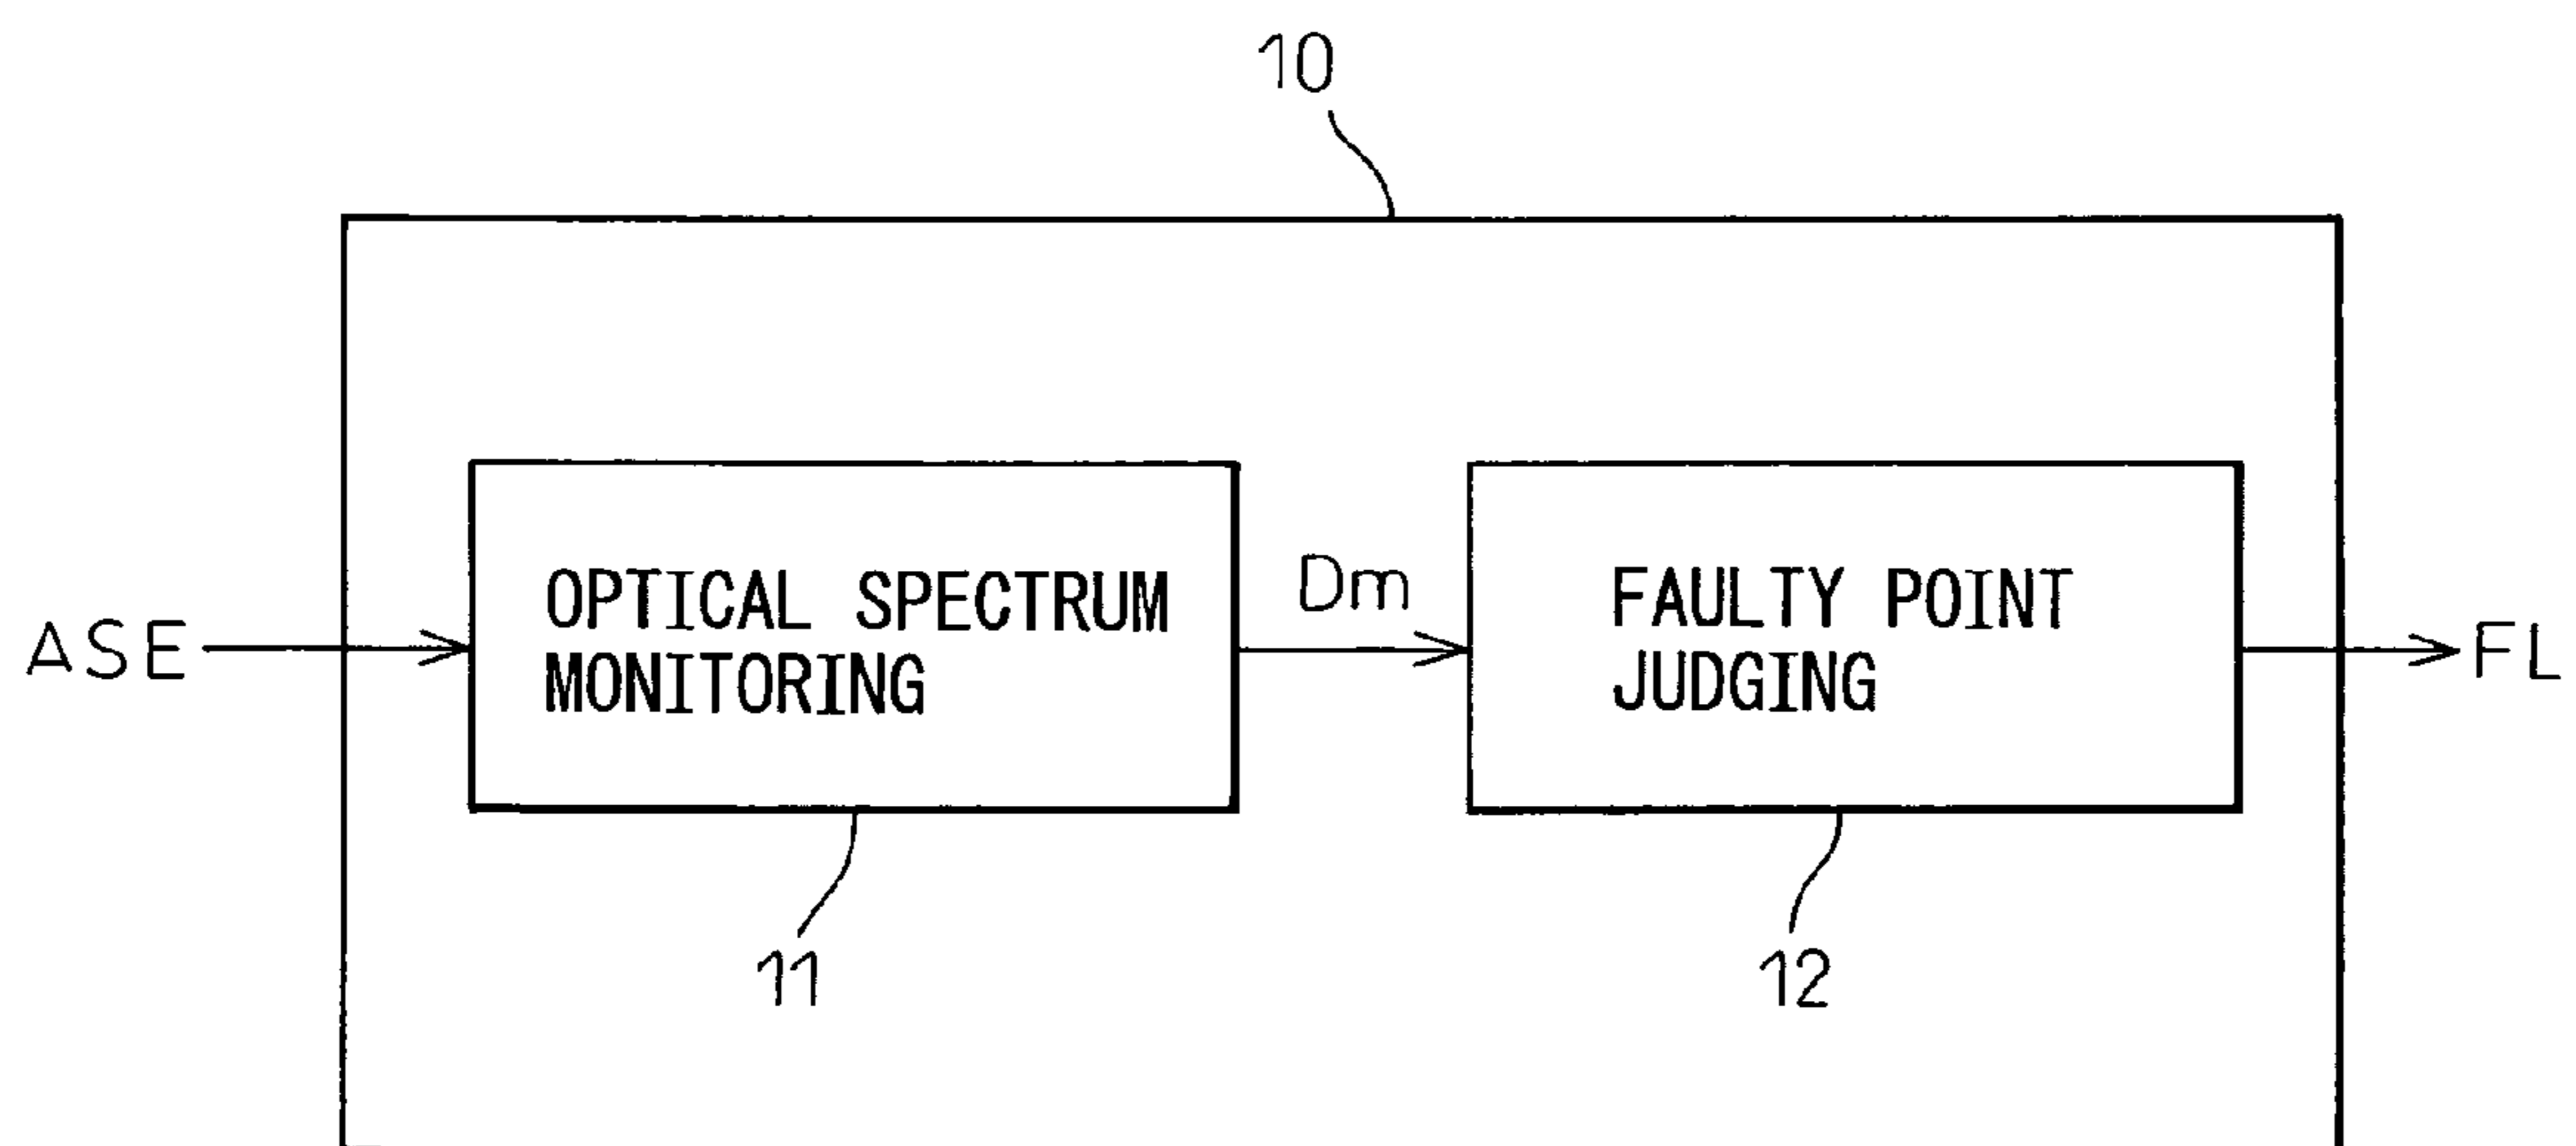 10
OPTICAL SPECTRUM
MONITORING
Dm
FAULTY POINT
JUDGING
ASE
FL
11
12